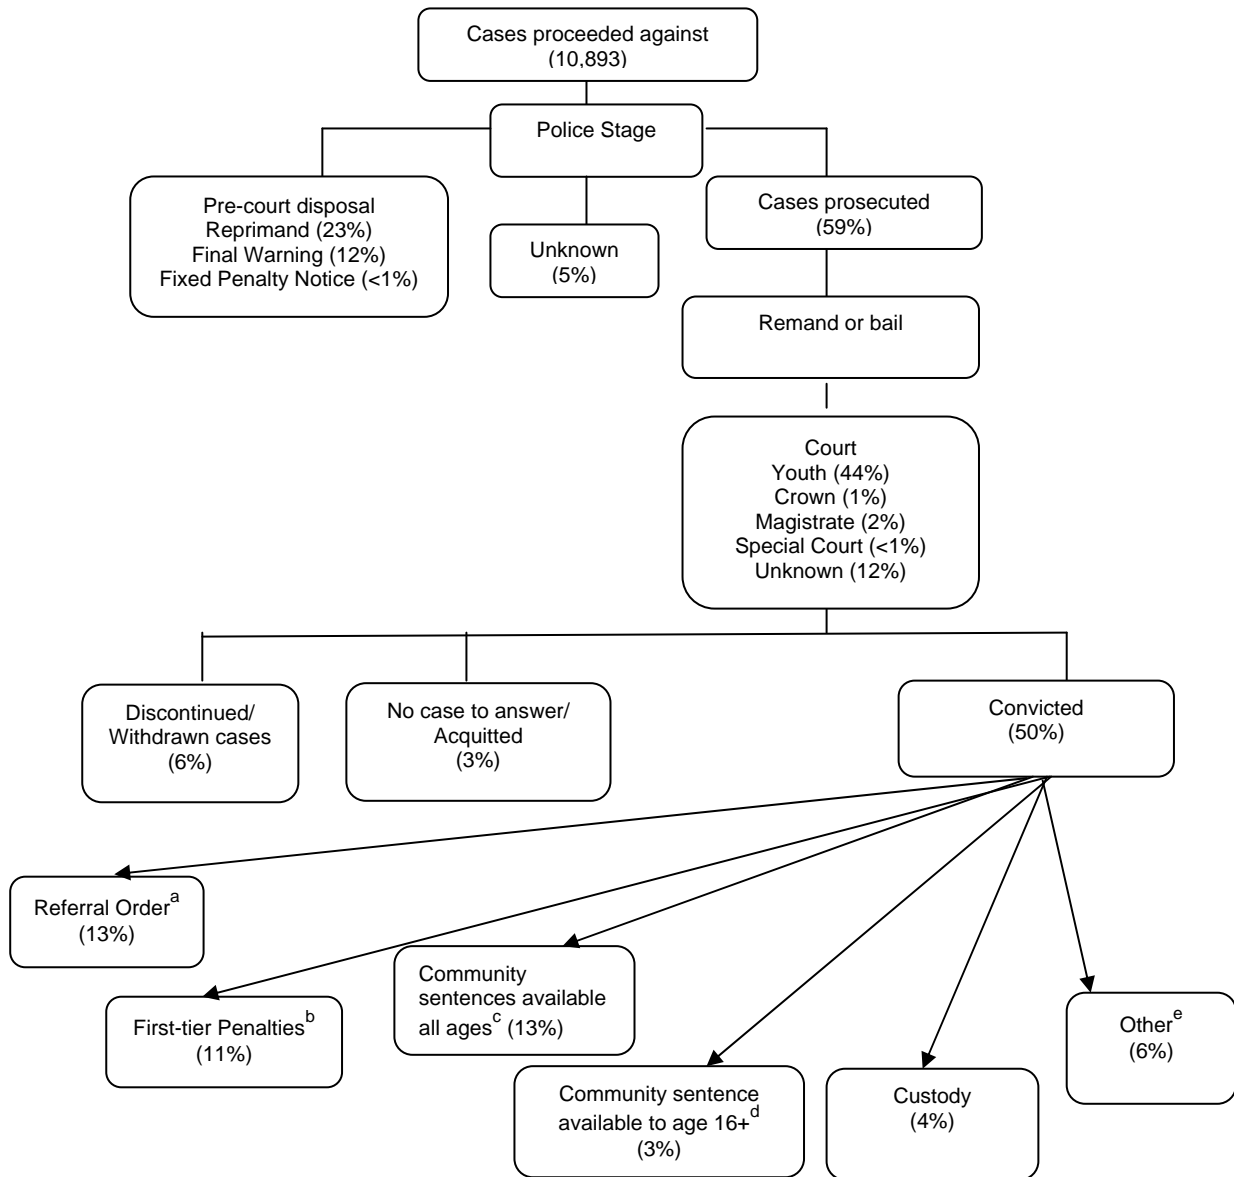 Cases proceeded against
(10,893)
Police Stage
Pre-court disposal
Reprimand (23%)
Final Warning (12%)
Fixed Penalty Notice (<1%)
Unknown
(5%)
Cases prosecuted
(59%)
Remand or bail
Court
Youth (44%)
Crown (1%)
Magistrate (2%)
Special Court (<1%)
Unknown (12%)
Discontinued/
Withdrawn cases
(6%)
No case to answer/
Acquitted
(3%)
Convicted
(50%)
Referral Order a
(13%)
First-tier Penalties b
(11%)
Community
sentences available
all ages c (13%)
Community sentence
available to age 16+ d
(3%)
Custody
(4%)
Other e
(6%)